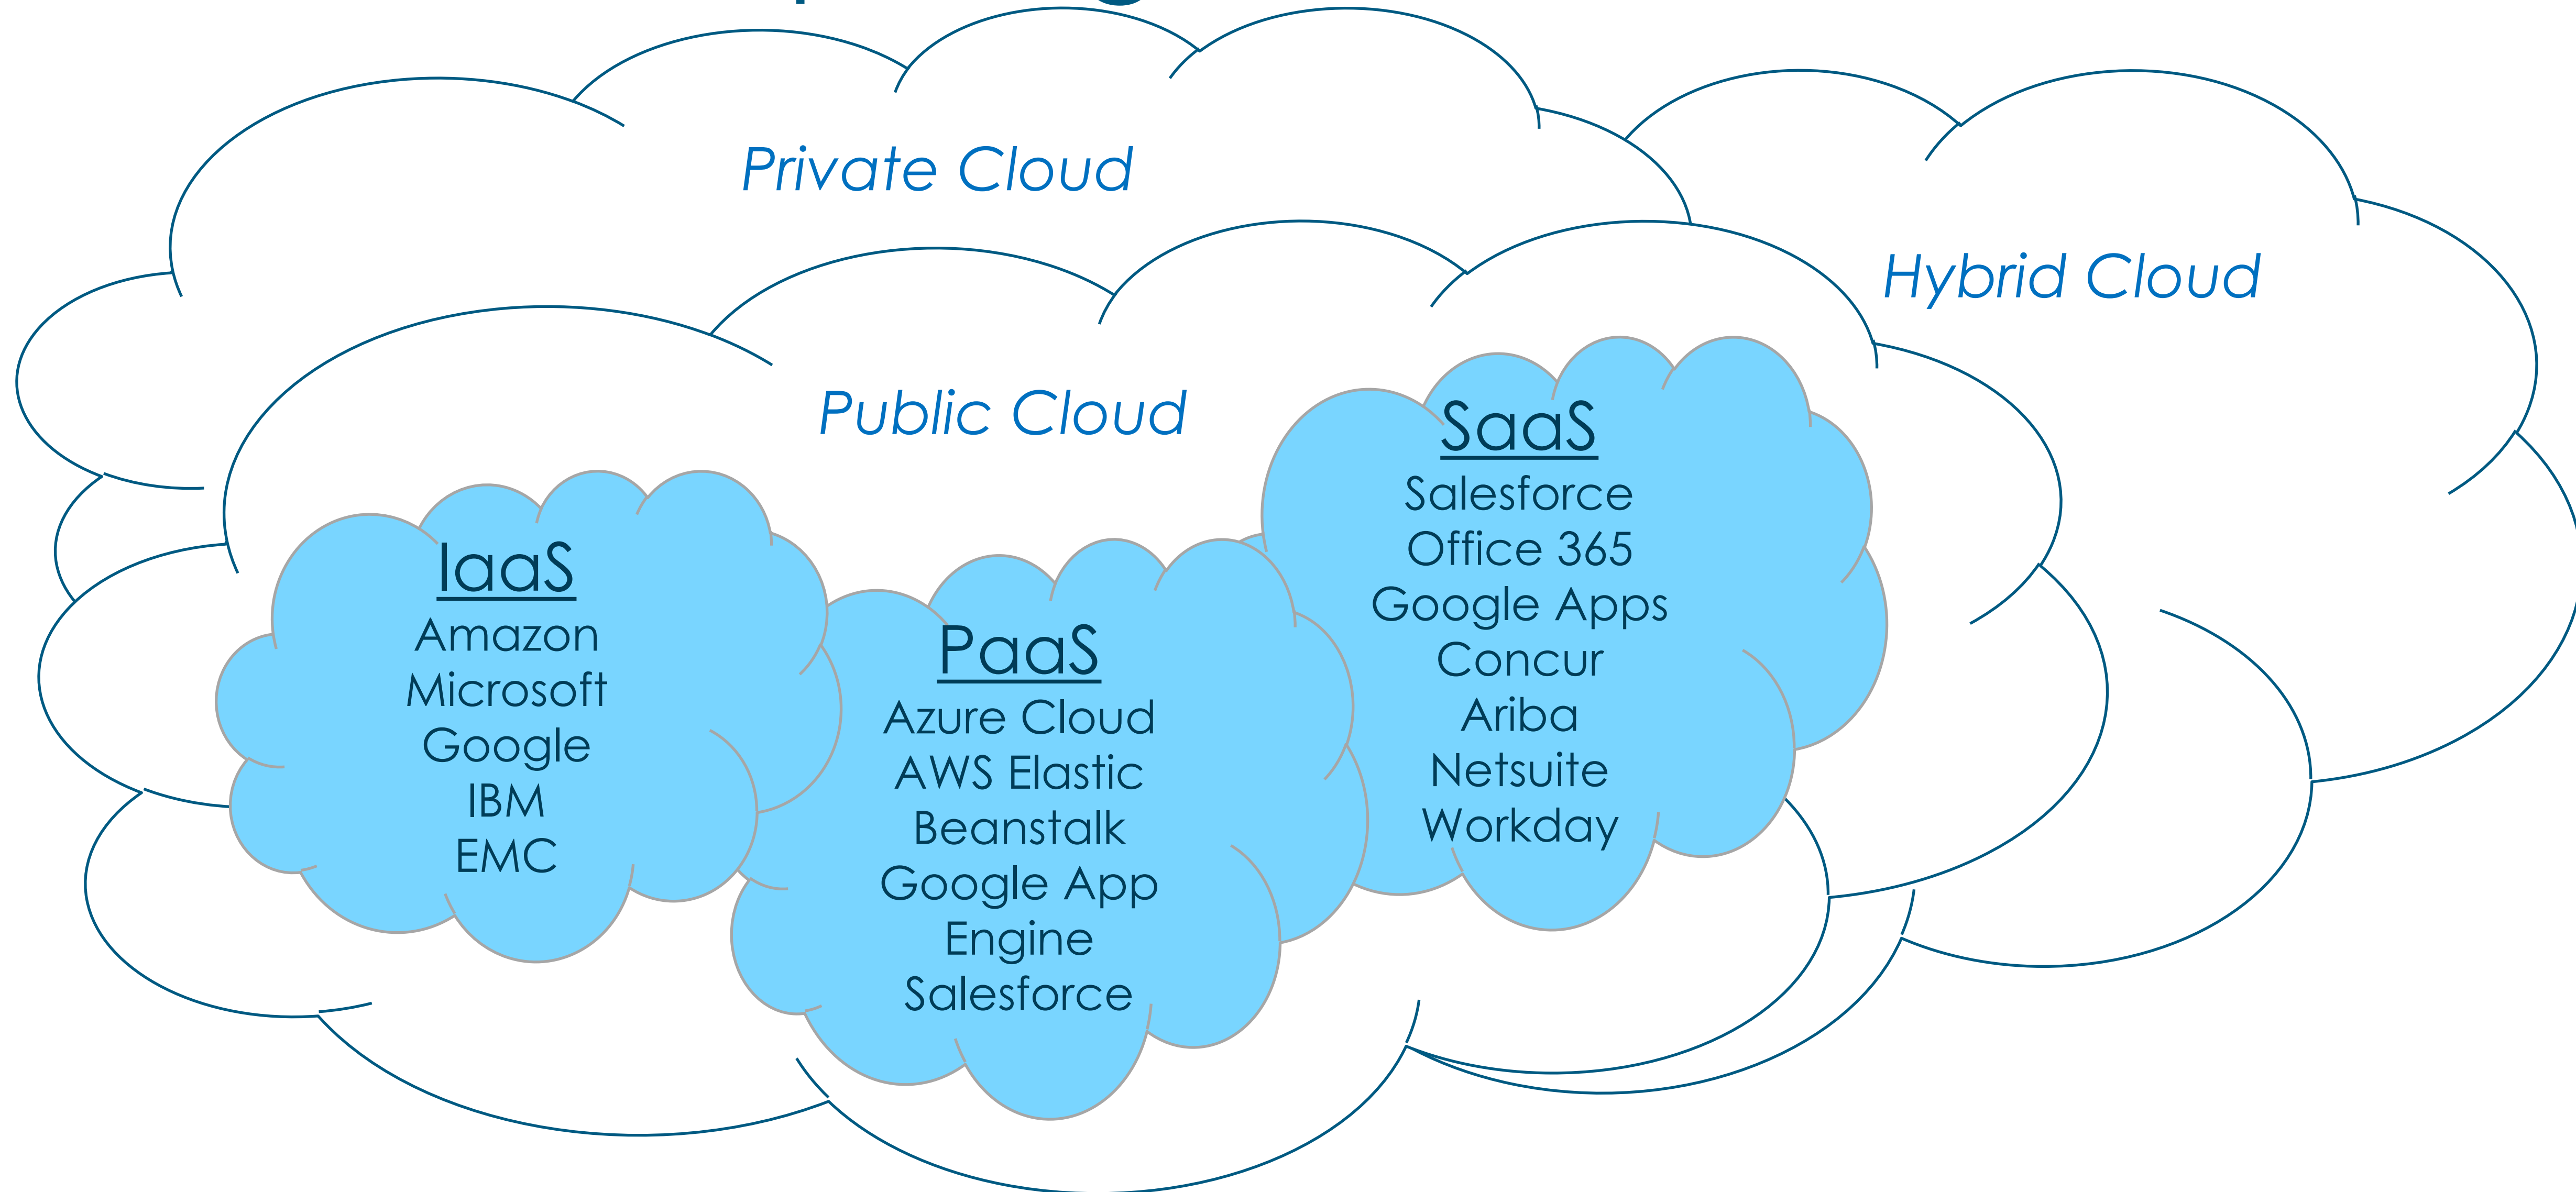 Private Cloud
Hybrid Cloud
Public Cloud
IaaS
Amazon
Microsoft
Google
IBM
EMC
PaaS
Azure Cloud
AWS Elastic
Beanstalk
Google App
Engine
Salesforce
SaaS
Salesforce
Office 365
Google Apps
Concur
Ariba
Netsuite
Workday